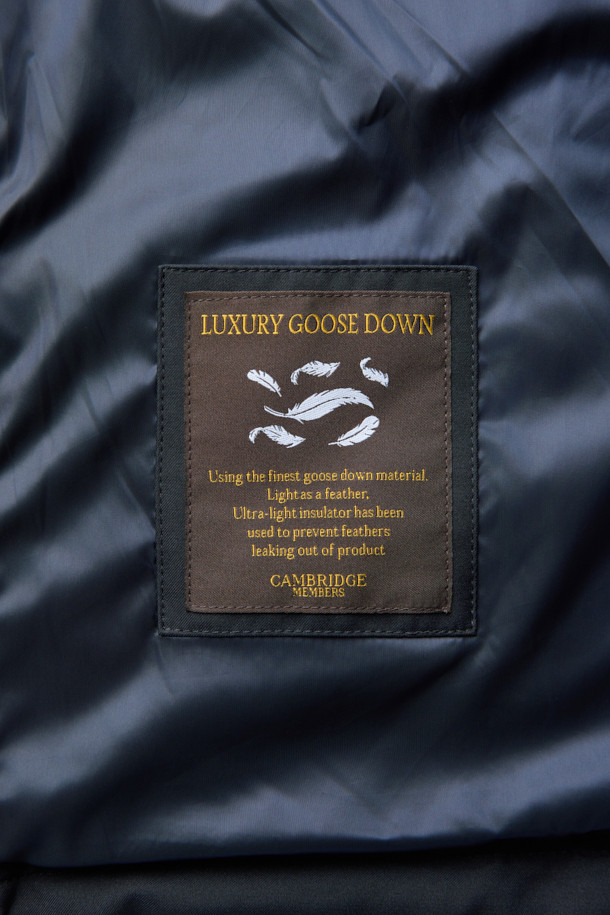 LUXURY GOOSE DOWN
Using the finest goose down material.
Light as a feather,
Ultra-light insulator has been
used to prevent feathers
leaking out of product
CAMBRIDGE
MEMBERS